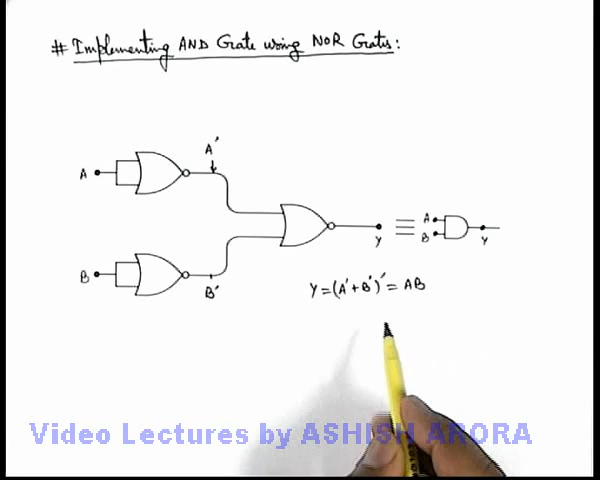 # Implementing AND Gate using NOR Gates:
A'
A
A
B
Y
Y
B
B'
Y=(A'+B')'= AB
Video Lectures by ASHISH ARORA